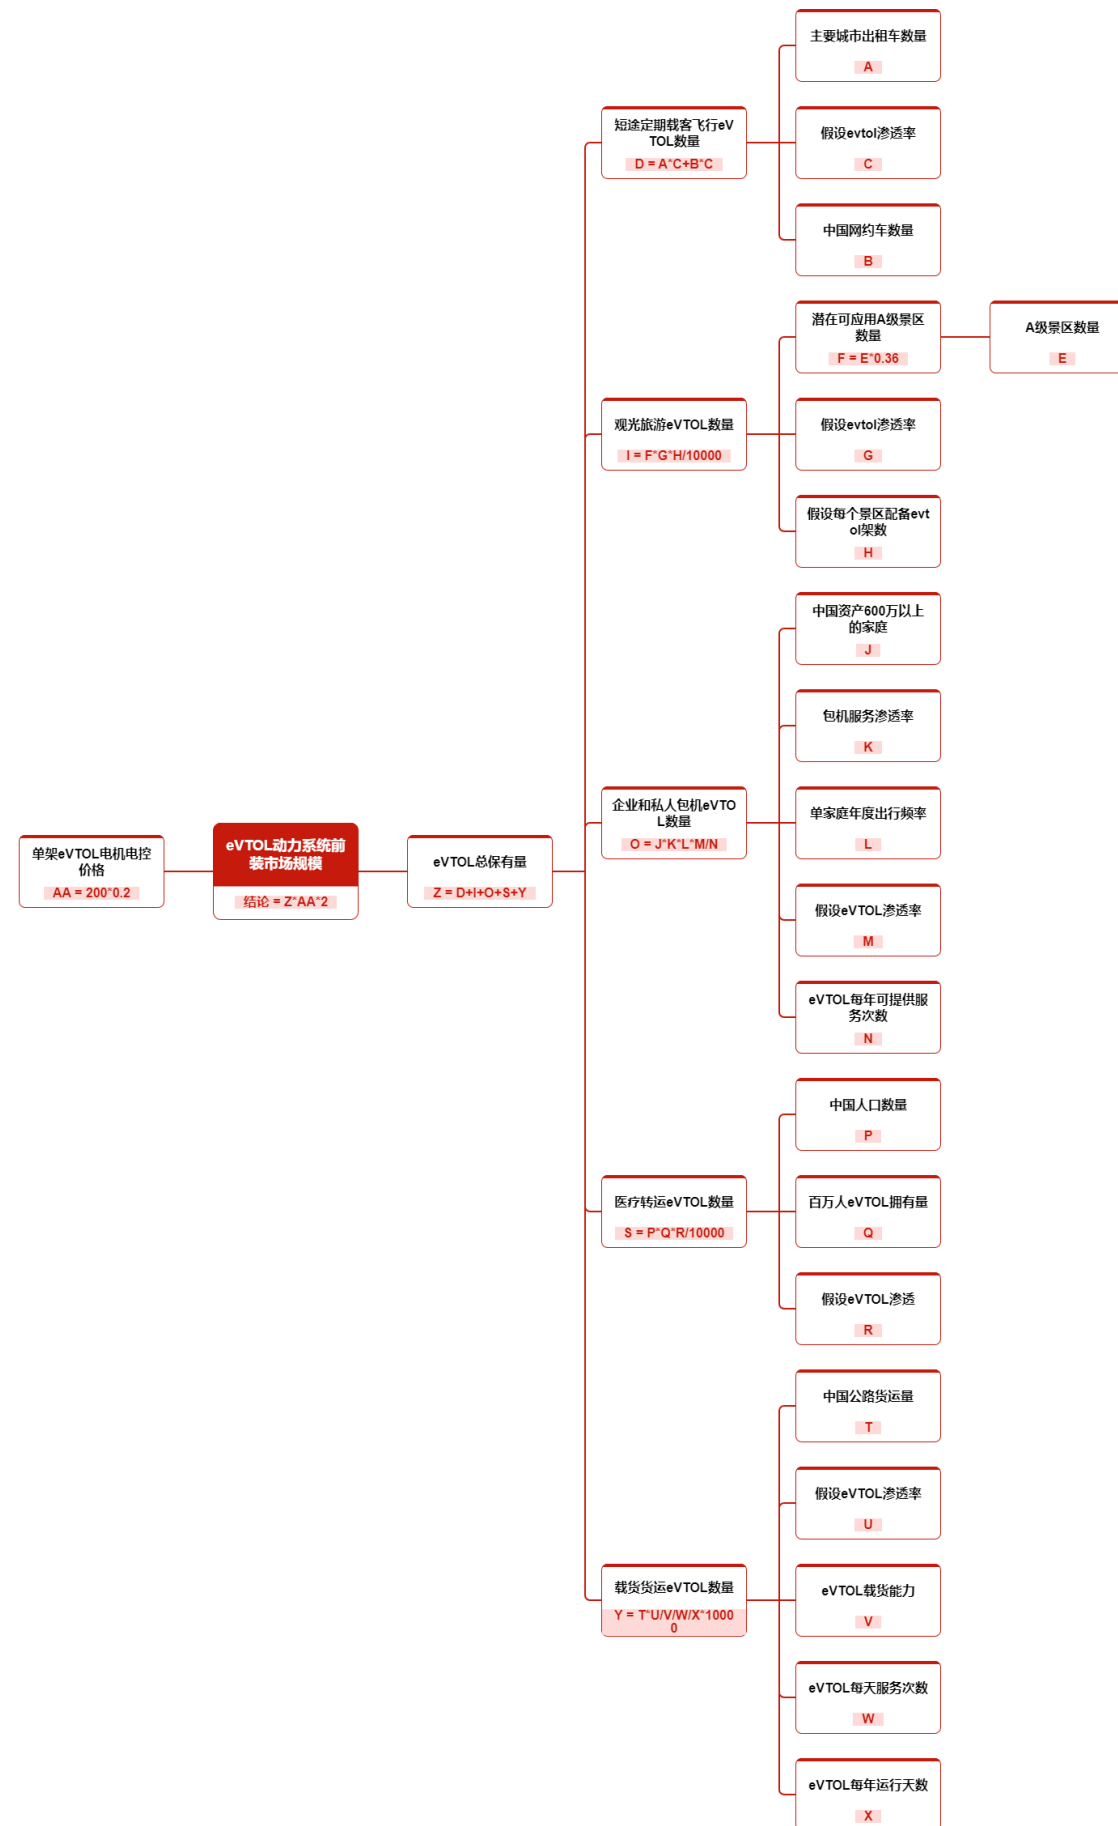 主要城市出租车数量
A
短途定期载客飞行eV
TOL数量
D = A*C+B*C
假设evtol渗透率
C
中国网约车数量
B
潜在可应用A级景区
数量
F = E*0.36
A级景区数量
E
观光旅游eVTOL数量
I = F*G*H/10000
假设evtol渗透率
G
假设每个景区配备evt
ol架数
H
中国资产600万以上
的家庭
J
包机服务渗透率
K
企业和私人包机eVTO
L数量
O = J*K*L*M/N
单家庭年度出行频率
L
单架eVTOL电机电控
价格
AA = 200*0.2
eVTOL动力系统前
装市场规模
结论 = Z*AA*2
eVTOL总保有量
Z = D+I+O+S+Y
假设eVTOL渗透率
M
eVTOL每年可提供服
务次数
N
中国人口数量
P
医疗转运eVTOL数量
S = P*Q*R/10000
百万人eVTOL拥有量
Q
假设eVTOL渗透
R
中国公路货运量
T
假设eVTOL渗透率
U
载货货运eVTOL数量
Y = T*U/V/W/X*1000
0
eVTOL载货能力
V
eVTOL每天服务次数
W
eVTOL每年运行天数
X